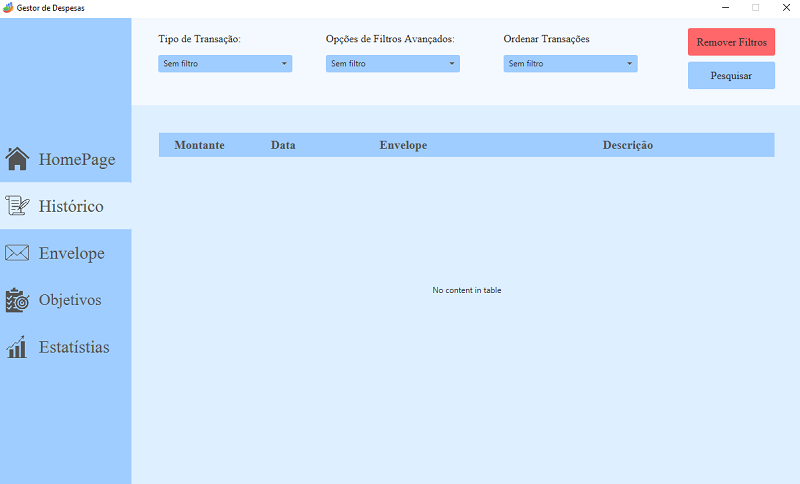 Gestor de Despesas
Tipo de Transação:
Opções de Filtros Avançados:
Ordenar Transações
Remover Filtros
Sem filtro
Sem filtro
Sem filtro
Pesquisar
HomePage
Histórico
Envelope
Objetivos
Estatístias
Montante Data Envelope Descrição
No content in table